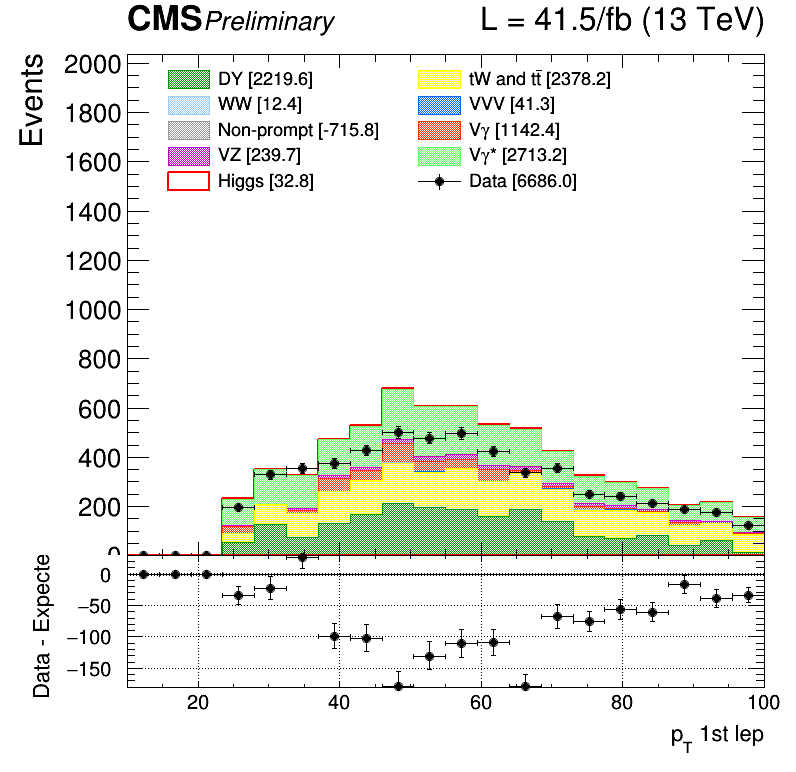 CMS Preliminary L = 41.5/fb (13 TeV)
Events
2000
1800
1600
1400
1200
1000
800
600
400
200
0
DY [2219.6]
WW [12.4]
Non-prompt [-715.8]
VZ [239.7]
Higgs [32.8]
tW and tt̄ [2378.2]
VVV [41.3]
Vγ [1142.4]
Vγ* [2713.2]
Data [6686.0]
Data - Expecte
0
−50
−100
−150
20 40 60 80 100
p_T 1st lep